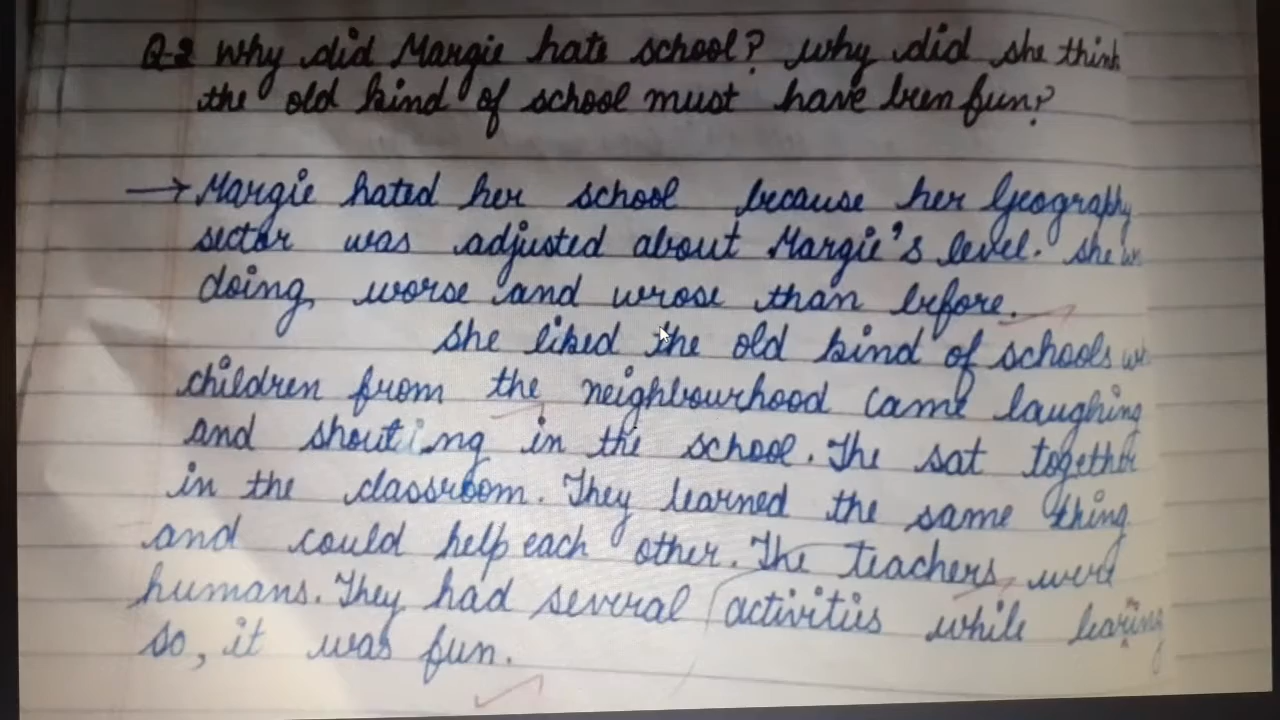 Q-2 Why did Margie hate school? why did she think
the old kind of school must have been fun?
→ Margie hated her school because her Geography
sector was adjusted about Margie's level. she
doing worse and wrose than before.
she liked the old kind of schools
children from the neighbourhood came laughing
and shouting in the school. The sat together
in the classroom. They learned the same thing
and could help each other. The teachers were
humans. They had several activities while
so, it was fun.